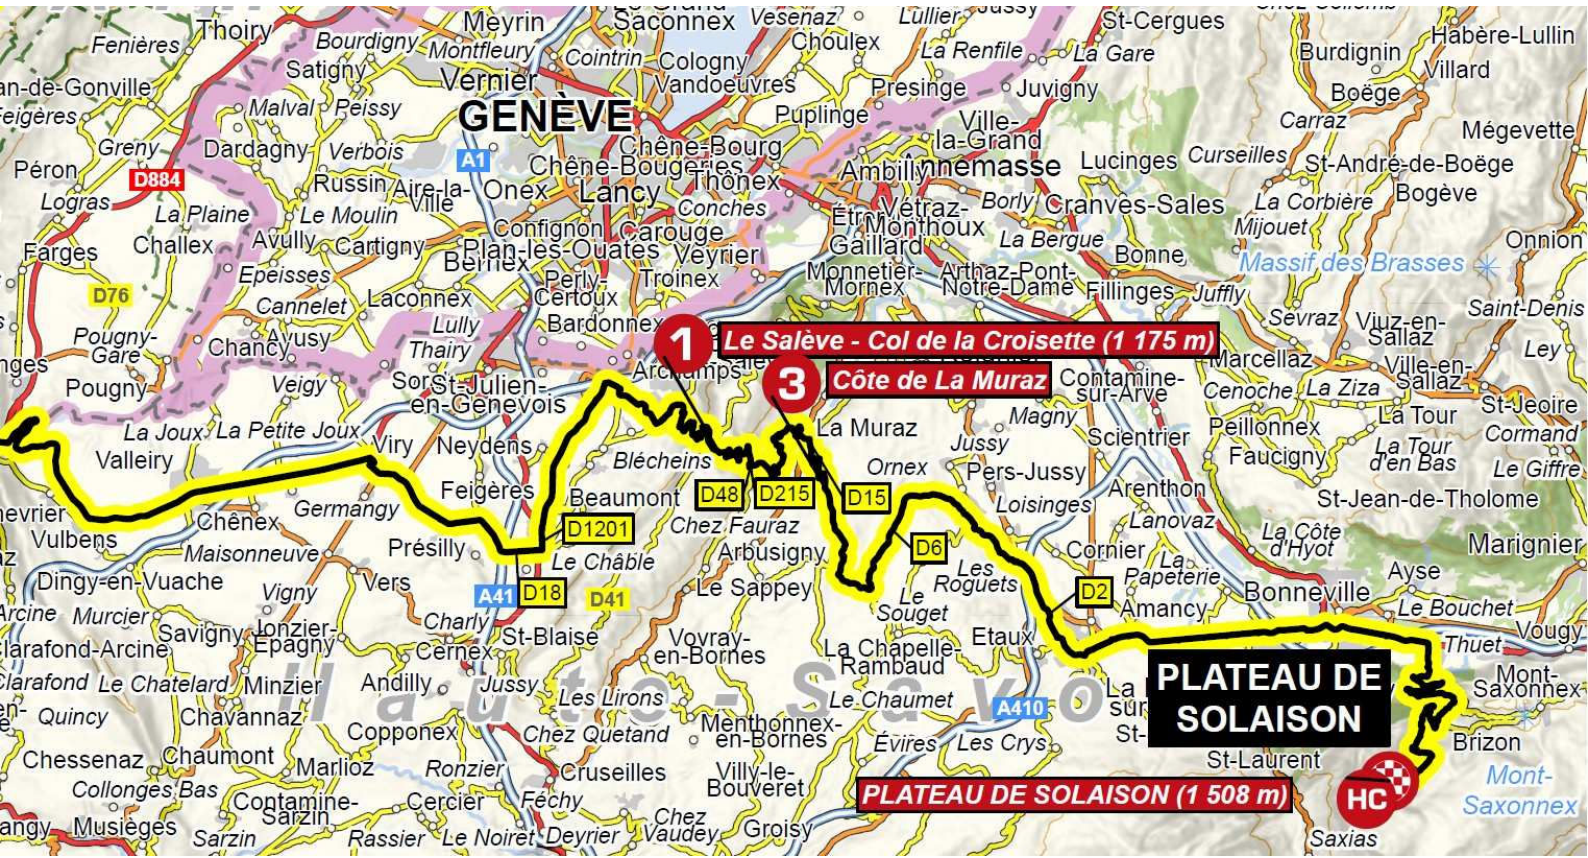 Thoiry
Meyrin
Saconnex
Vesenaz
Lullier
Jussy
St-Cergues
Habère-Lullin
Fenières
Bourdigny
Montfleury
Cointrin
Cologny
Choulex
La Renfile
La Gare
Burdignin
Villard
Satigny
Vernier
Vandoeuvres
Presinge
Juvigny
Boëge
an-de-Gonville
Malval
Peissy
GENÈVE
Puplinge
Ville-
la-Grand
Carraz
Mégevette
Greny
Dardagny
Verbois
A1
Chêne-Bourg
Chêne-Bougeries
Thônex
Ambilly
Lucinges
Curseilles
St-André-de-Boëge
Péron
D884
Russin
Aire-la-
Ville
Onex
Lancy
Conches
Borly
Cranves-Sales
La Corbière
Bogève
Logras
La Plaine
Le Moulin
Confignon
Carouge
Vétraz-
Monthoux
Mijouet
Farges
Challex
Avully
Cartigny
Plan-les-Ouates
Veyrier
Gaillard
La Bergue
Bonne
Onnion
Epeisses
Bernex
Perly-
Certoux
Troinex
Monnetier-
Mornex
Arthaz-Pont-
Notre-Dame
Fillinges
Juffly
Massif des Brasses
D76
Cannelet
Laconnex
Bardonnex
Sevraz
Viuz-en-
Sallaz
Saint-Denis
Pougny-
Gare
Chancy
Avusy
Lully
Thairy
1
Le Salève - Col de la Croisette (1 175 m)
Marcellaz
Ville-en-
Sallaz
Ley
Pougny
Veigy
St-Julien-
en-Genevois
Archamps
3
Côte de La Muraz
Contamine-
sur-Arve
Cenoche
La Ziza
St-Jeoire
La Joux
La Petite Joux
Viry
Neydens
La Muraz
Magny
Peillonnex
La Tour
Cormand
Valleiry
Blécheins
Jussy
Scientrier
Faucigny
La Tour
d'en Bas
Le Giffre
Feigères
Beaumont
D48
D215
D15
Ornex
Pers-Jussy
Loisinges
Arenthon
St-Jean-de-Tholome
Vulbens
Chênex
Germangy
D1201
Chez Fauraz
Lanovaz
La Côte
d'Hyot
Marignier
Maisonneuve
Présilly
Le Châble
Arbusigny
D6
Cornier
Dingy-en-Vuache
Vers
A41
D18
D41
Le Sappey
Les
Roguets
La
Papeterie
Bonneville
Ayse
Arcine
Murcier
Vigny
Charly
Le
Souget
D2
Amancy
Le Bouchet
Savigny
Jonzier-
Epagny
St-Blaise
Vovray-
en-Bornes
Etaux
Vougy
Clarafond-Arcine
Cernex
La Chapelle-
Rambaud
Thuet
Clarafond
Le Chatelard
Minzier
Andilly
Jussy
Les Lirons
Le Chaumet
PLATEAU DE
SOLAISON
Mont-
Saxonnex
Haute-Savo
Quincy
Chavannaz
Copponex
Chez Quetand
Menthonnex-
en-Bornes
A410
Évires
Les Crys
Brizon
Chessenaz
Chaumont
Marlioz
Ronzier
Cruseilles
Villy-le-
Bouveret
St-Laurent
Mont-
Saxonnex
Collonges Bas
Contamine-
Sarzin
Cercier
Féchy
PLATEAU DE SOLAISON (1 508 m)
HC
Musièges
Sarzin
Rassier
Le Noiret
Deyrier
Chez
Vaudey
Groisy
Saxias